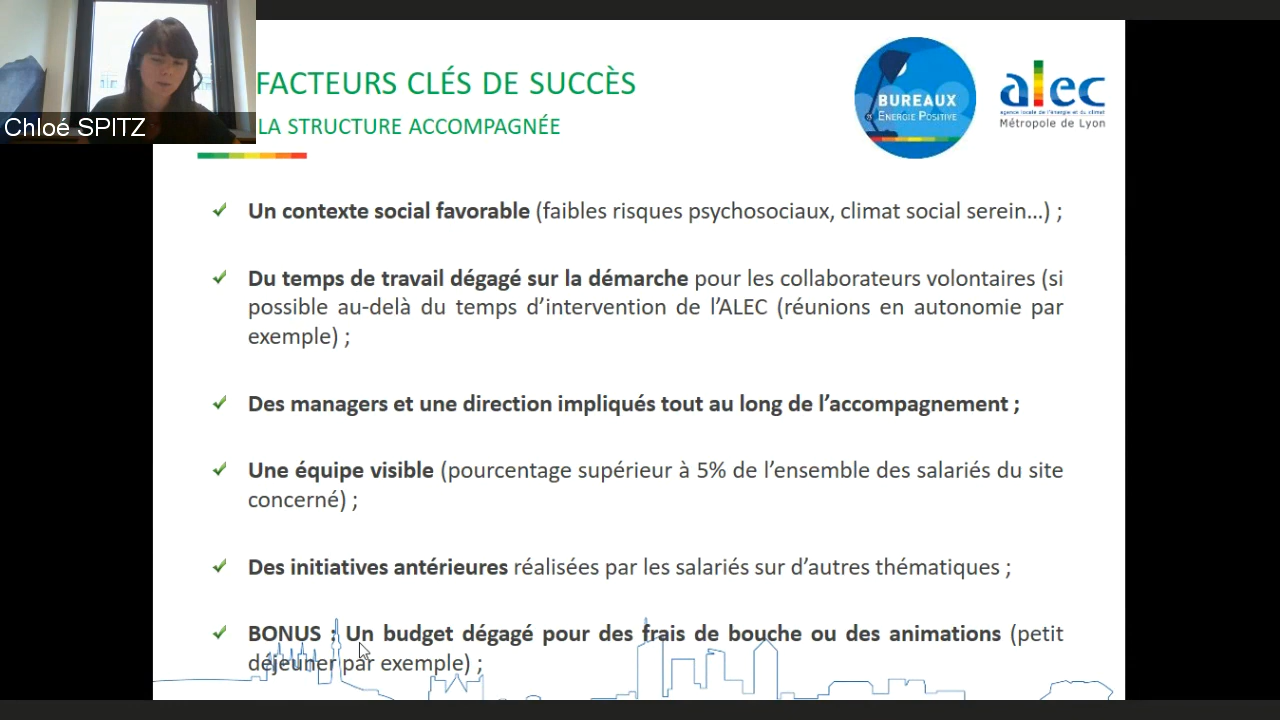 FACTEURS CLÉS DE SUCCÈS
LA STRUCTURE ACCOMPAGNÉE
Chloé SPITZ
BUREAUX
À ÉNERGIE POSITIVE
alec
agence locale de l'énergie et du climat
Métropole de Lyon
Un contexte social favorable (faibles risques psychosociaux, climat social serein...) ;
Du temps de travail dégagé sur la démarche pour les collaborateurs volontaires (si
possible au-delà du temps d'intervention de l'ALEC (réunions en autonomie par
exemple) ;
Des managers et une direction impliqués tout au long de l'accompagnement ;
Une équipe visible (pourcentage supérieur à 5% de l'ensemble des salariés du site
concerné) ;
Des initiatives antérieures réalisées par les salariés sur d'autres thématiques ;
BONUS : Un budget dégagé pour des frais de bouche ou des animations (petit
déjeuner par exemple) ;